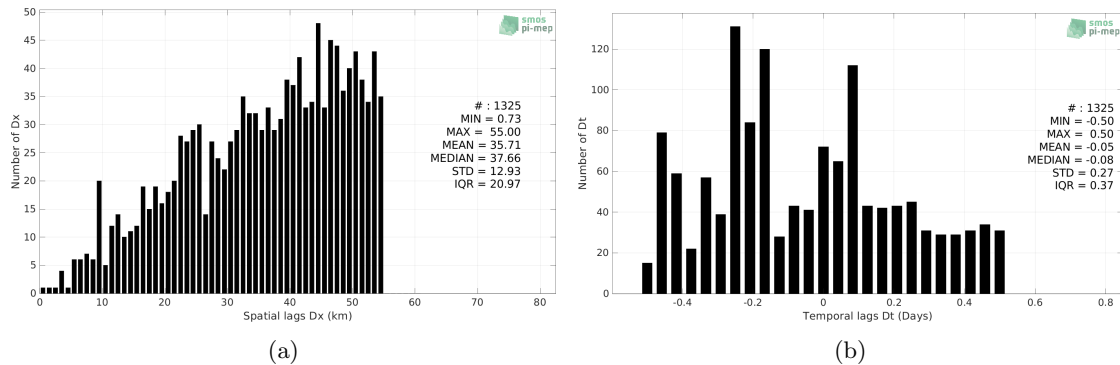 50
45
40
35
30
25
20
15
10
5
0
Number of Dx
0 10 20 30 40 50 60 70 80
Spatial lags Dx (km)
smos
pi-mep
# : 1325
MIN = 0.73
MAX = 55.00
MEAN = 35.71
MEDIAN = 37.66
STD = 12.93
IQR = 20.97
(a)
120
100
80
60
40
20
0
Number of Dt
-0.4 -0.2 0 0.2 0.4 0.6 0.8
Temporal lags Dt (Days)
smos
pi-mep
# : 1325
MIN = -0.50
MAX = 0.50
MEAN = -0.05
MEDIAN = -0.08
STD = 0.27
IQR = 0.37
(b)